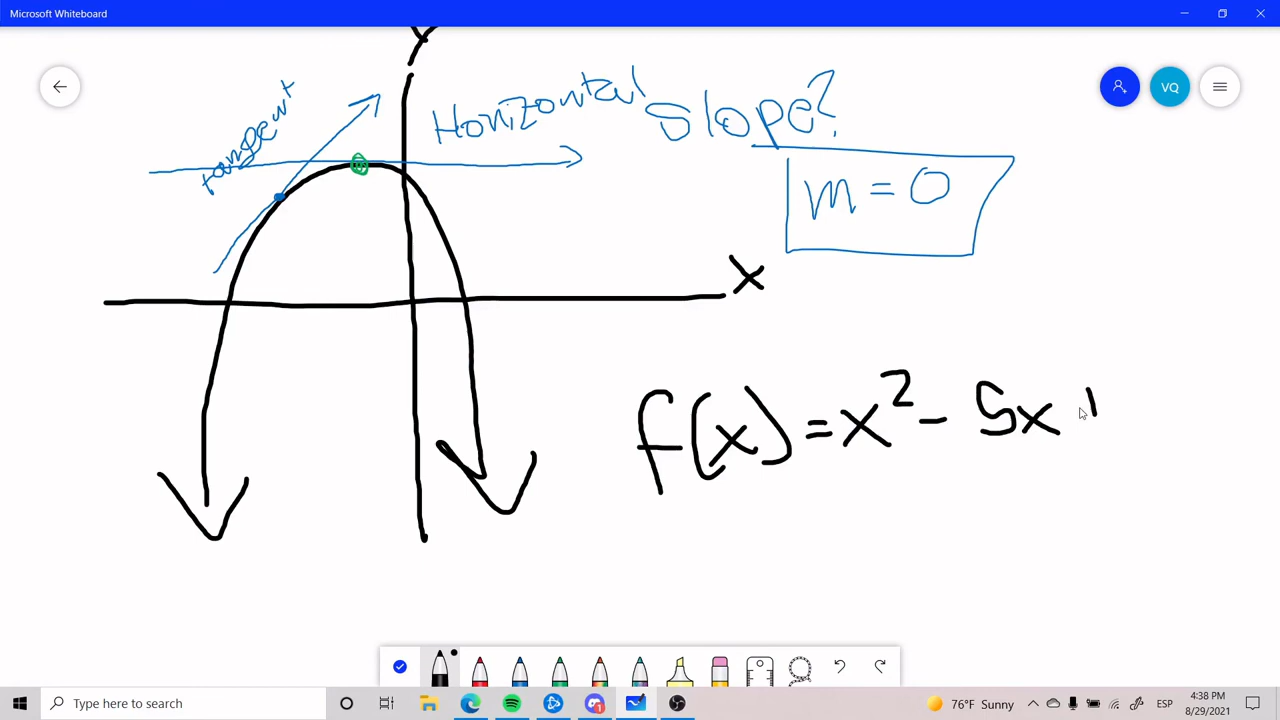 Microsoft Whiteboard
VQ
Y
Horizontal Slope?
tangent
m = 0
X
f(x) = x² - 5x
Type here to search
76°F Sunny
ESP
4:38 PM
8/29/2021